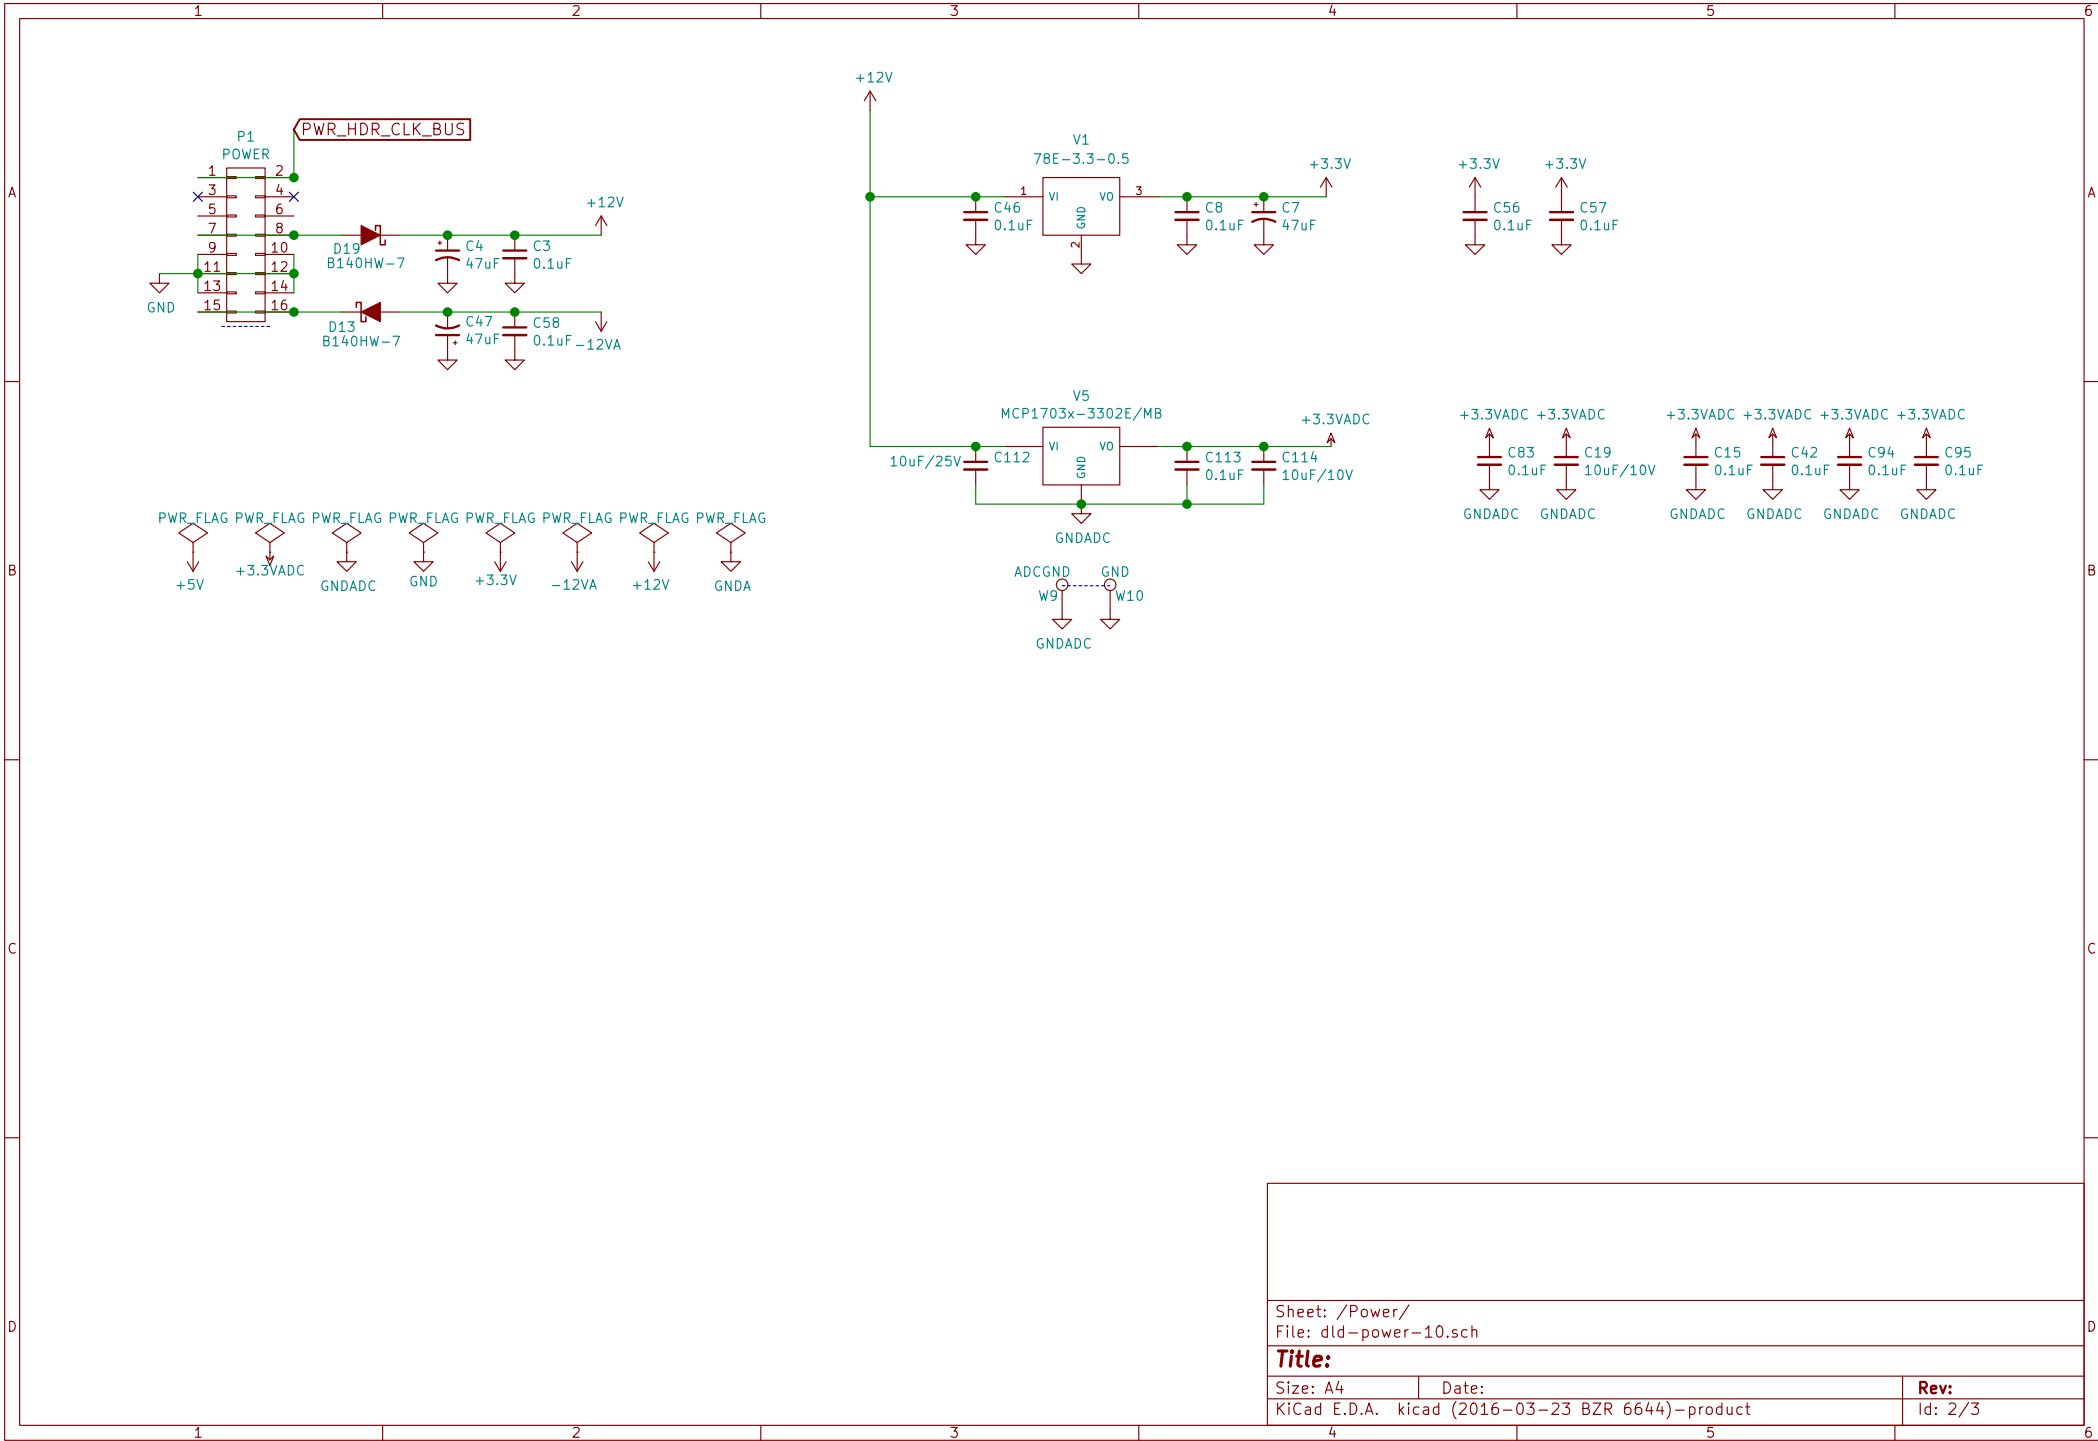 1 2 3 4 5 6
A A
B B
C C
D D
PWR_HDR_CLK_BUS
P1
POWER
1 2
3 4
5 6
7 8
9 10
11 12
13 14
15 16
GND
D19
B140HW-7
C4
47uF
C3
0.1uF
+12V
D13
B140HW-7
C47
47uF
C58
0.1uF
-12VA
+12V
V1
78E-3.3-0.5
1 VI VO 3
GND
2
C46
0.1uF
C8
0.1uF
C7
47uF
+3.3V
+3.3V +3.3V
C56
0.1uF
C57
0.1uF
V5
MCP1703x-3302E/MB
VI VO
GND
10uF/25V C112
C113
0.1uF
C114
10uF/10V
+3.3VADC
GNDADC
+3.3VADC +3.3VADC +3.3VADC +3.3VADC +3.3VADC +3.3VADC
C83
0.1uF
C19
10uF/10V
C15
0.1uF
C42
0.1uF
C94
0.1uF
C95
0.1uF
GNDADC GNDADC GNDADC GNDADC GNDADC GNDADC
PWR_FLAG PWR_FLAG PWR_FLAG PWR_FLAG PWR_FLAG PWR_FLAG PWR_FLAG PWR_FLAG
+5V +3.3VADC GNDADC GND +3.3V -12VA +12V GNDA
ADCGND GND
W9 W10
GNDADC
Sheet: /Power/
File: dld-power-10.sch
Title:
Size: A4 Date: Rev:
KiCad E.D.A. kicad (2016-03-23 BZR 6644)-product Id: 2/3
1 2 3 4 5 6